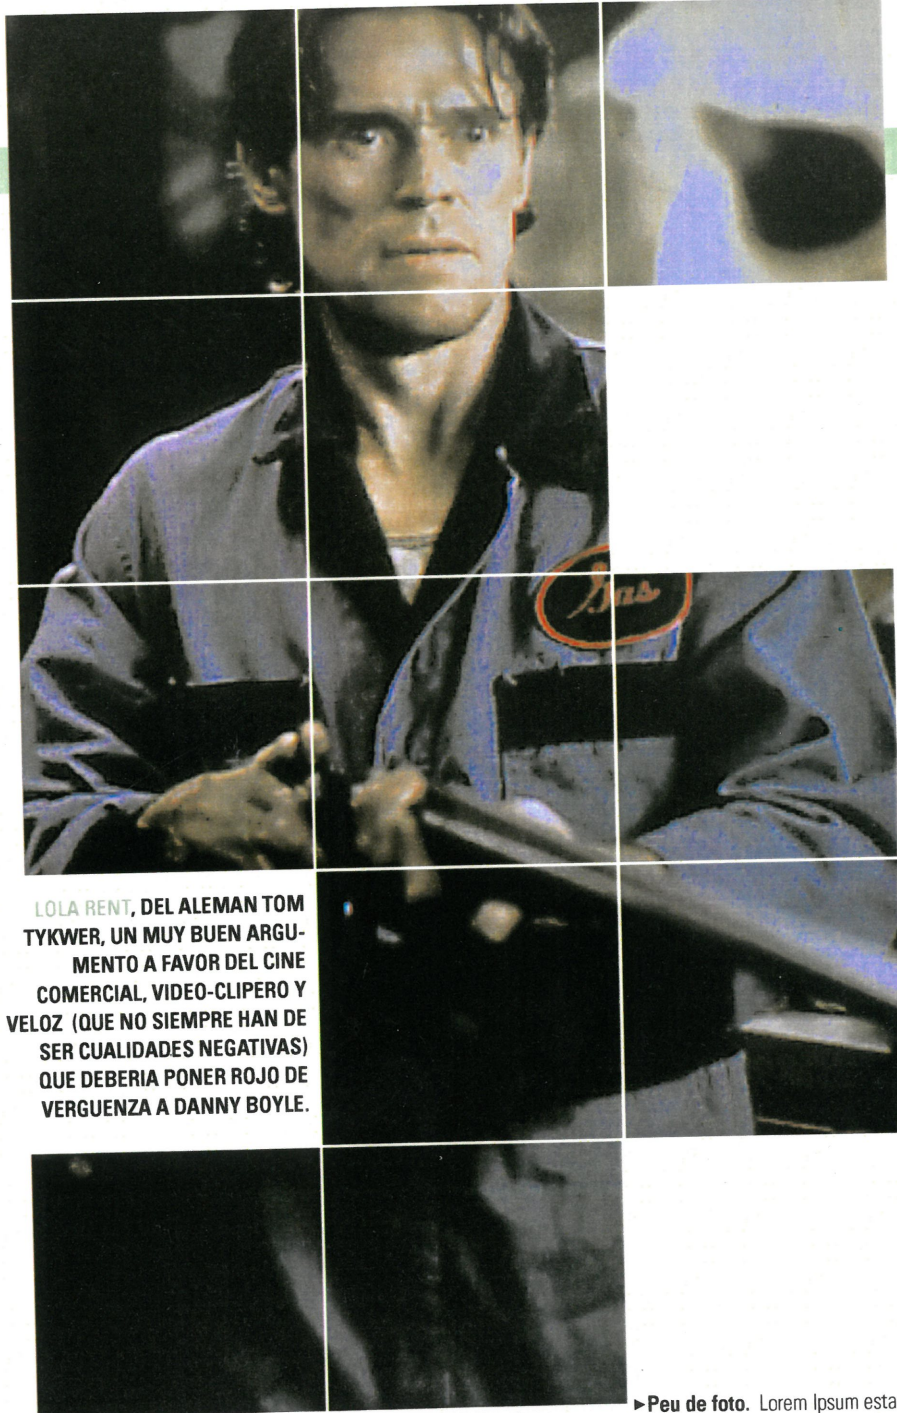 Gas
LOLA RENT, DEL ALEMAN TOM
TYKWER, UN MUY BUEN ARGU-
MENTO A FAVOR DEL CINE
COMERCIAL, VIDEO-CLIPERO Y
VELOZ (QUE NO SIEMPRE HAN DE
SER CUALIDADES NEGATIVAS)
QUE DEBERIA PONER ROJO DE
VERGUENZA A DANNY BOYLE.
▸Peu de foto. Lorem Ipsum esta